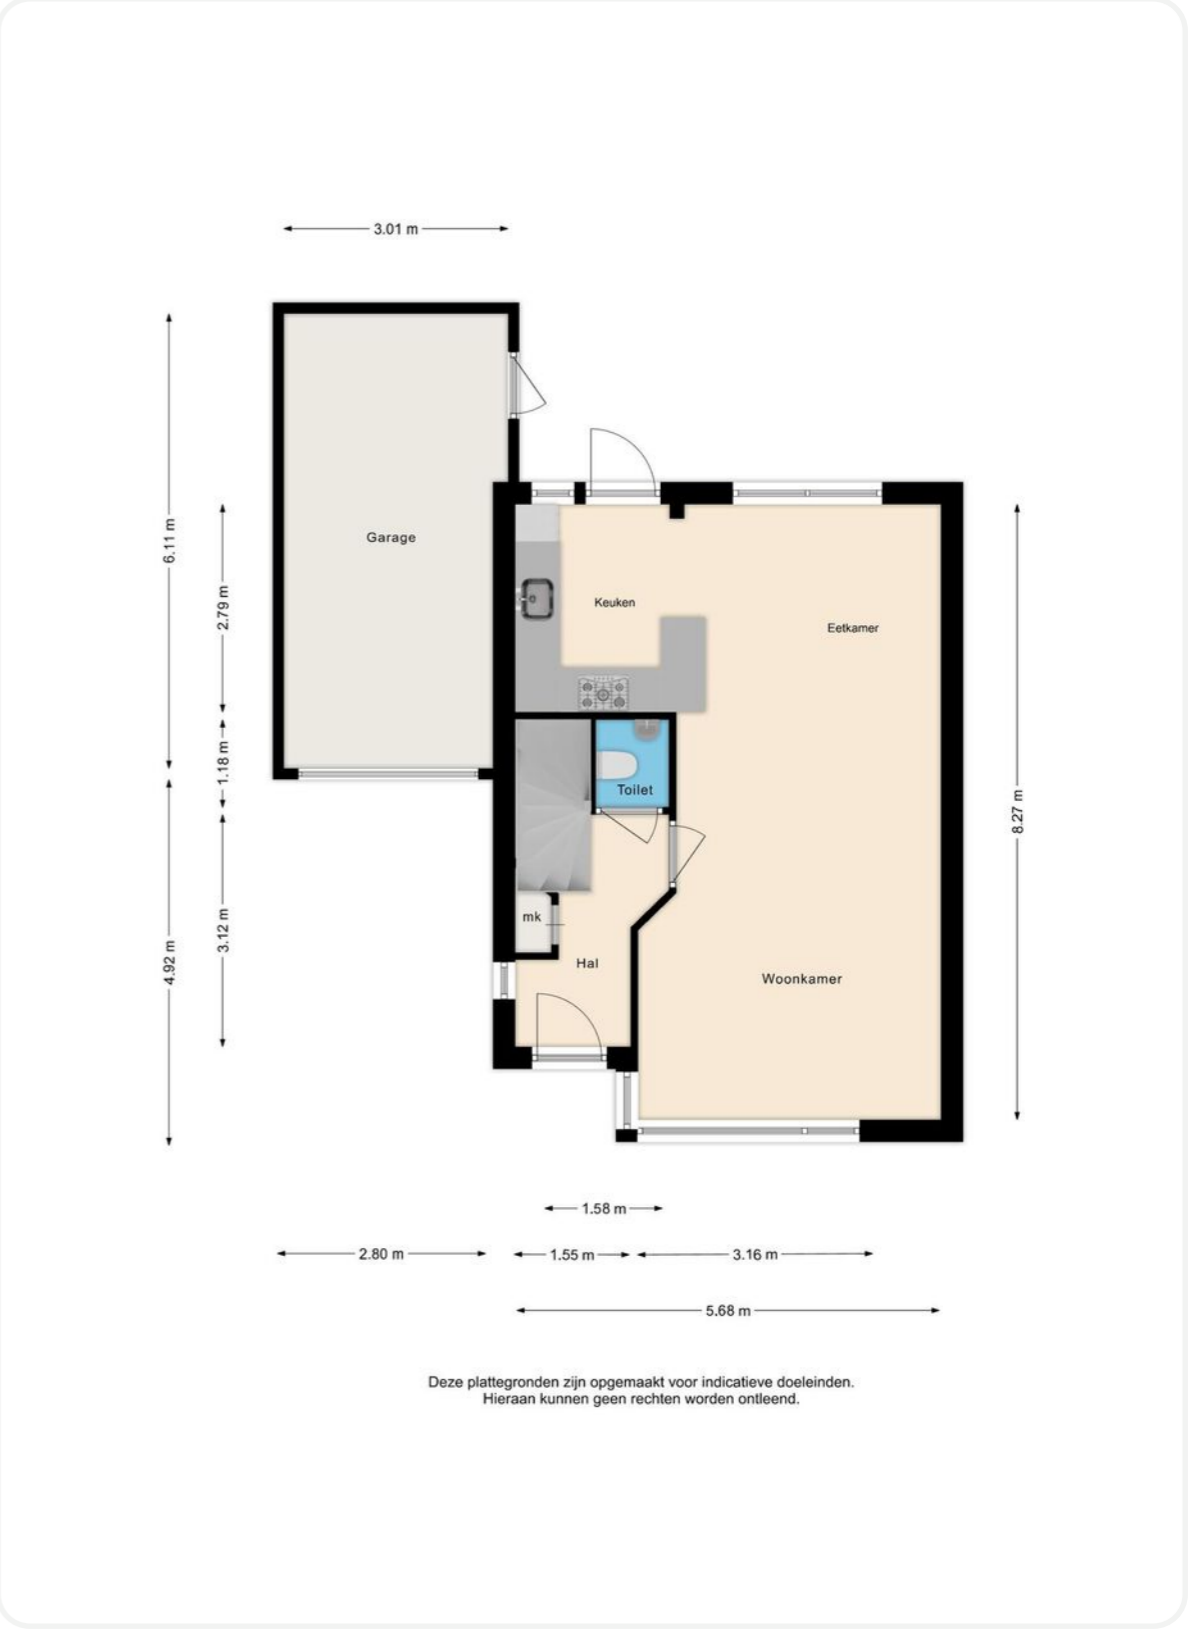 3.01 m
6.11 m
2.79 m
Garage
Keuken
Eetkamer
1.18 m
Toilet
8.27 m
mk
3.12 m
4.92 m
Hal
Woonkamer
1.58 m
2.80 m
1.55 m
3.16 m
5.68 m
Deze plattegronden zijn opgemaakt voor indicatieve doeleinden.
Hieraan kunnen geen rechten worden ontleend.